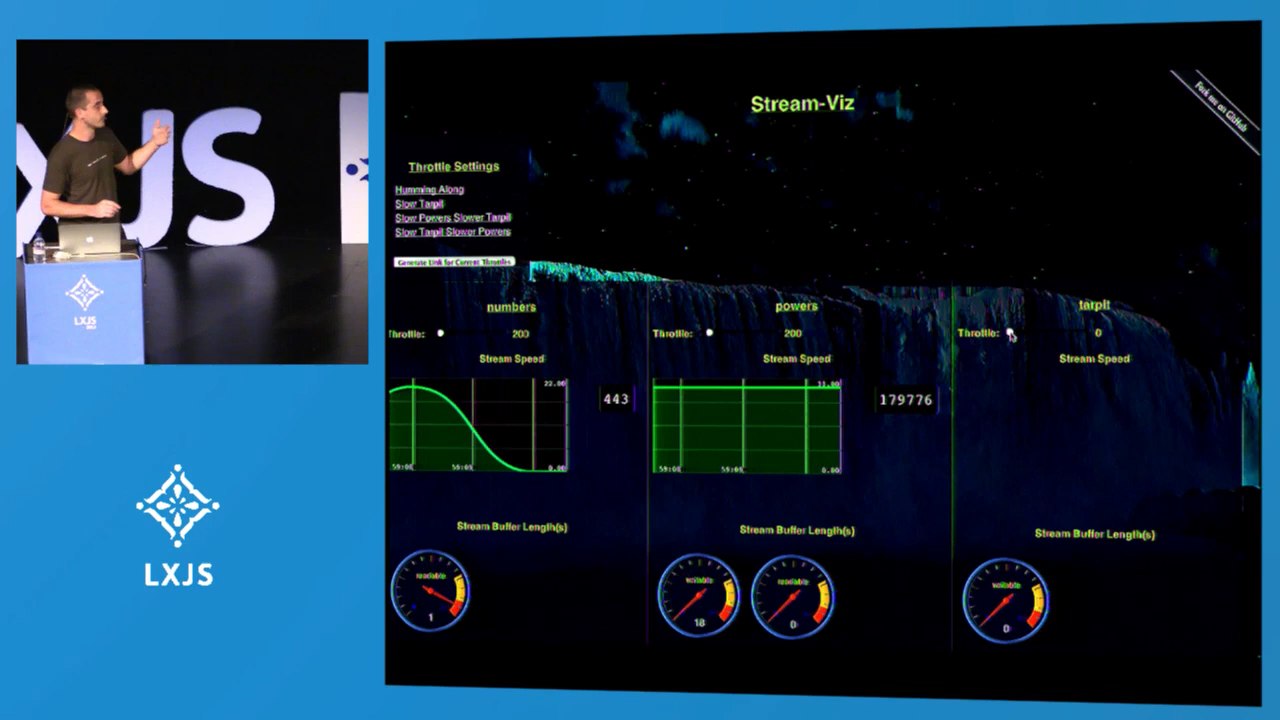 XJS
LXJS
LXJS
Stream-Viz
Fork me on GitHub
Throttle Settings
Humming Along
Slow Tarpit
Slow Powers Slower Tarpit
Slow Tarpit Slower Powers
Generate Link for Current Throttles
numbers
Throttle: 200
Stream Speed
22.00
0.00
443
Stream Buffer Length(s)
readable
1
powers
Throttle: 200
Stream Speed
11.00
0.00
179776
Stream Buffer Length(s)
writable
18
readable
0
tarpit
Throttle: 0
Stream Speed
Stream Buffer Length(s)
writable
0